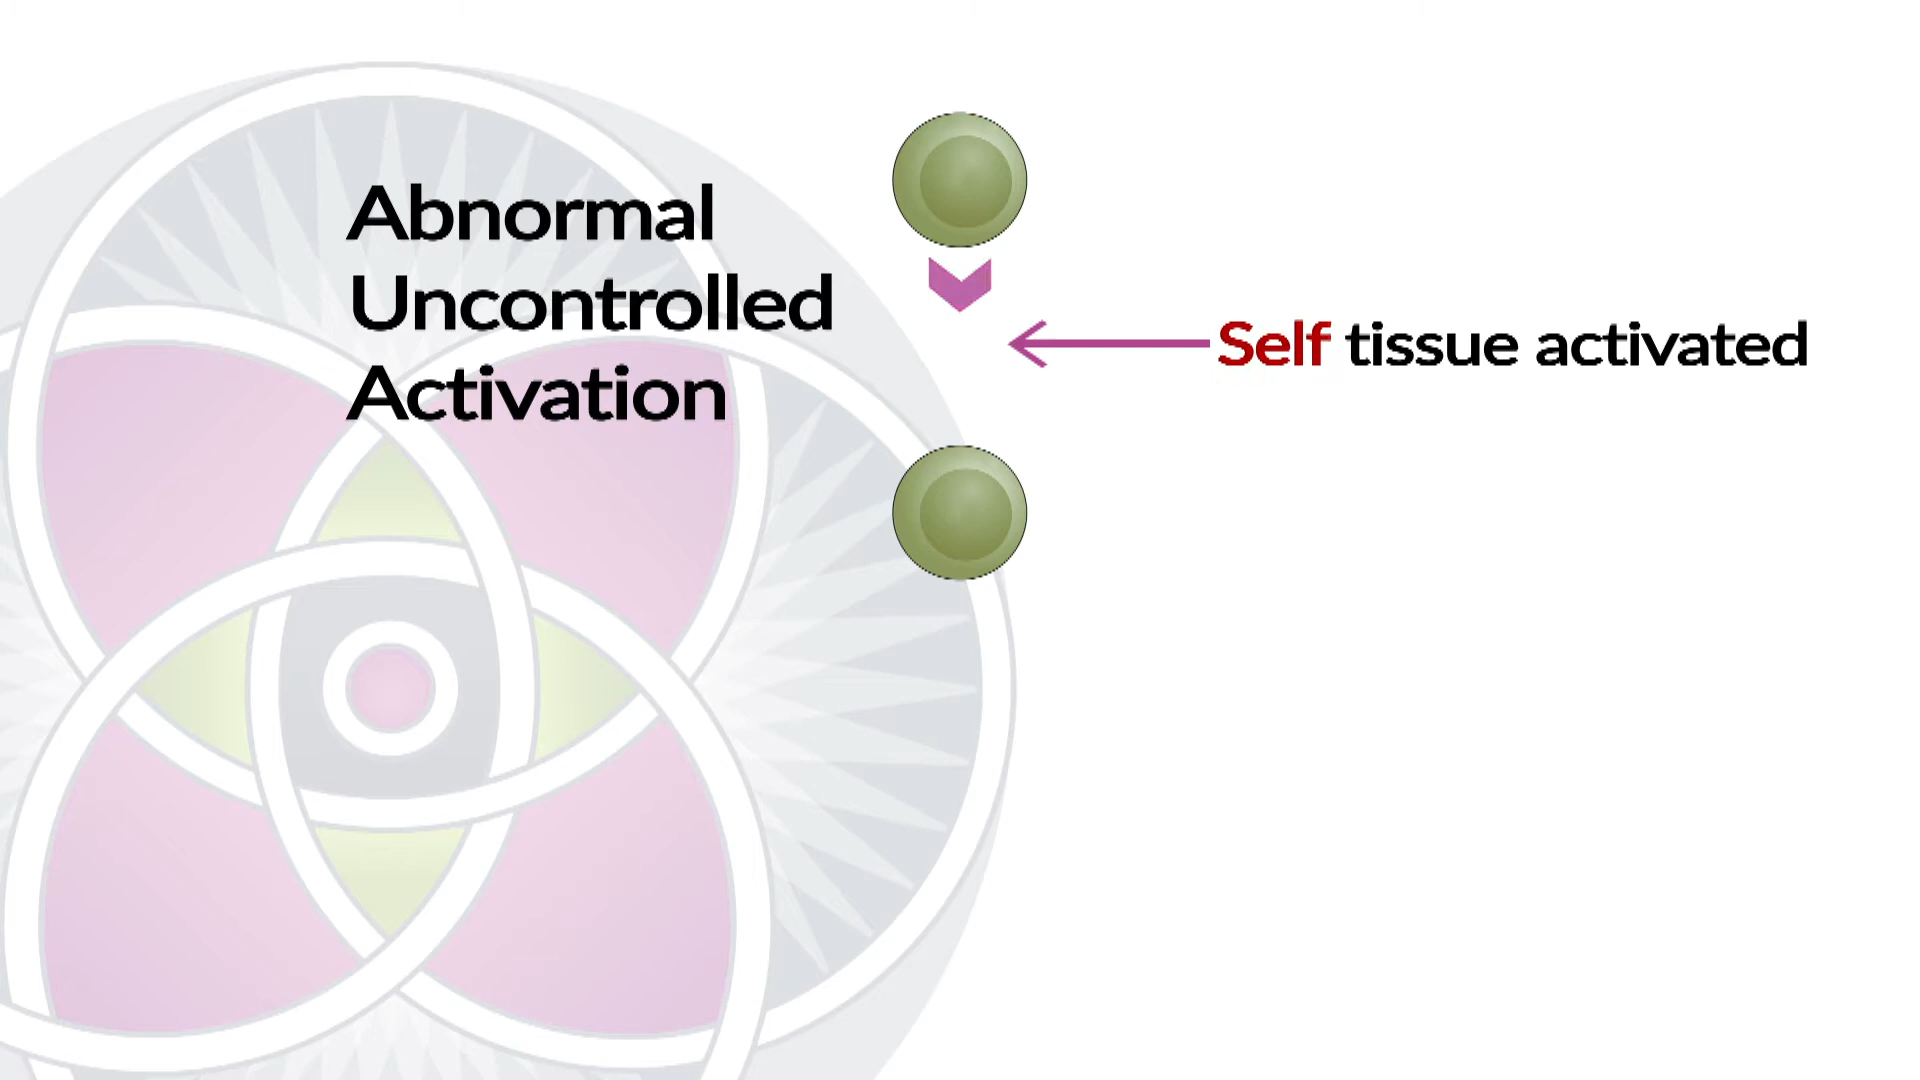 Abnormal
Uncontrolled
Activation
Self tissue activated